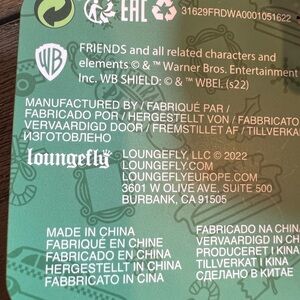 EAC
31629FRDWA0001051622
WB
FRIENDS and all related characters and
elements © & ™ Warner Bros. Entertainment
Inc. WB SHIELD: © & ™ WBEI. (s22)
MANUFACTURED BY / FABRIQUÉ PAR /
FABRICADO POR / HERGESTELLT VON / FABBRICATO
VERVAARDIGD DOOR / FREMSTILLET AF / TILLVERKA
ИЗГОТОВЛЕНО
loungefly
LOUNGEFLY, LLC © 2022
LOUNGEFLY.COM
LOUNGEFLYEUROPE.COM
3601 W OLIVE AVE, SUITE 500
BURBANK, CA 91505
MADE IN CHINA
FABRIQUÉ EN CHINE
FABRICADO EN CHINA
HERGESTELLT IN CHINA
FABBRICATO IN CINA
FABRICADO NA CHINA
VERVAARDIGD IN CH
PRODUCERET I KINA
TILLVERKAT I KINA
СДЕЛАНО В КИТАЕ